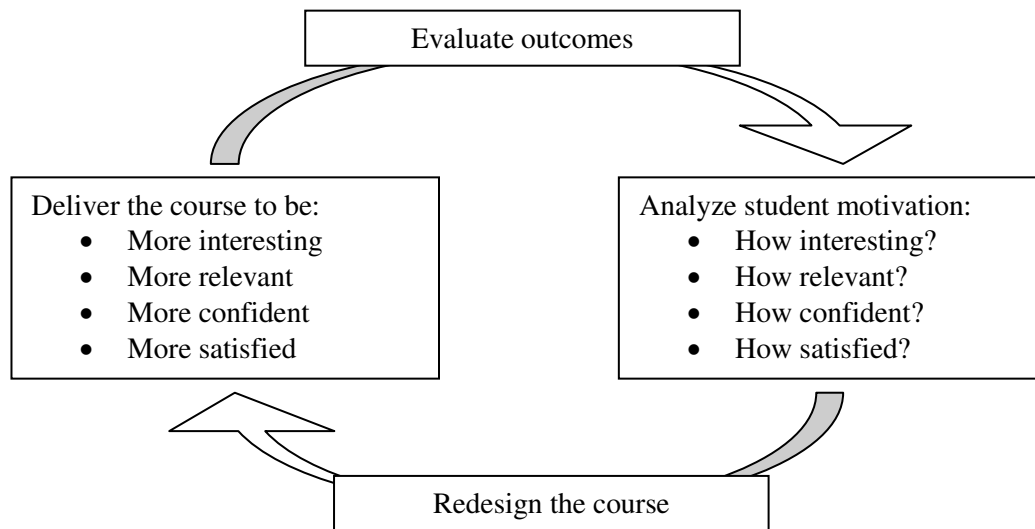 Evaluate outcomes
Deliver the course to be:
• More interesting
• More relevant
• More confident
• More satisfied
Analyze student motivation:
• How interesting?
• How relevant?
• How confident?
• How satisfied?
Redesign the course